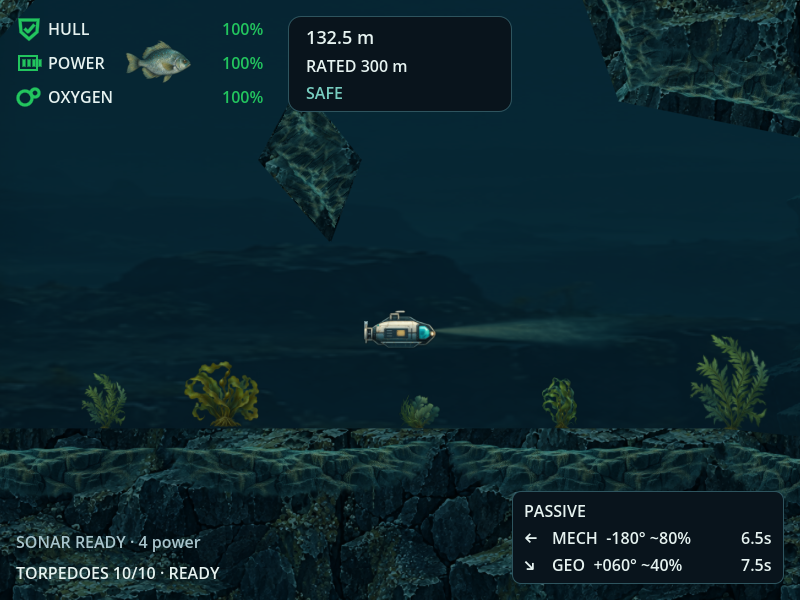 HULL 100%
POWER 100%
OXYGEN 100%
132.5 m
RATED 300 m
SAFE
SONAR READY · 4 power
TORPEDOES 10/10 · READY
PASSIVE
← MECH -180° ~80% 6.5s
↘ GEO +060° ~40% 7.5s